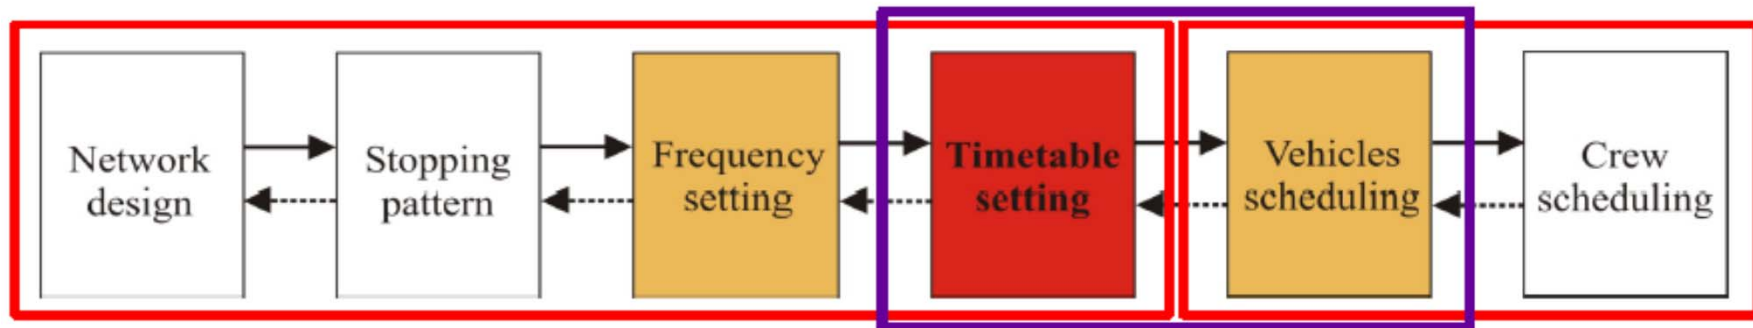 Network
design
Stopping
pattern
Frequency
setting
Timetable
setting
Vehicles
scheduling
Crew
scheduling